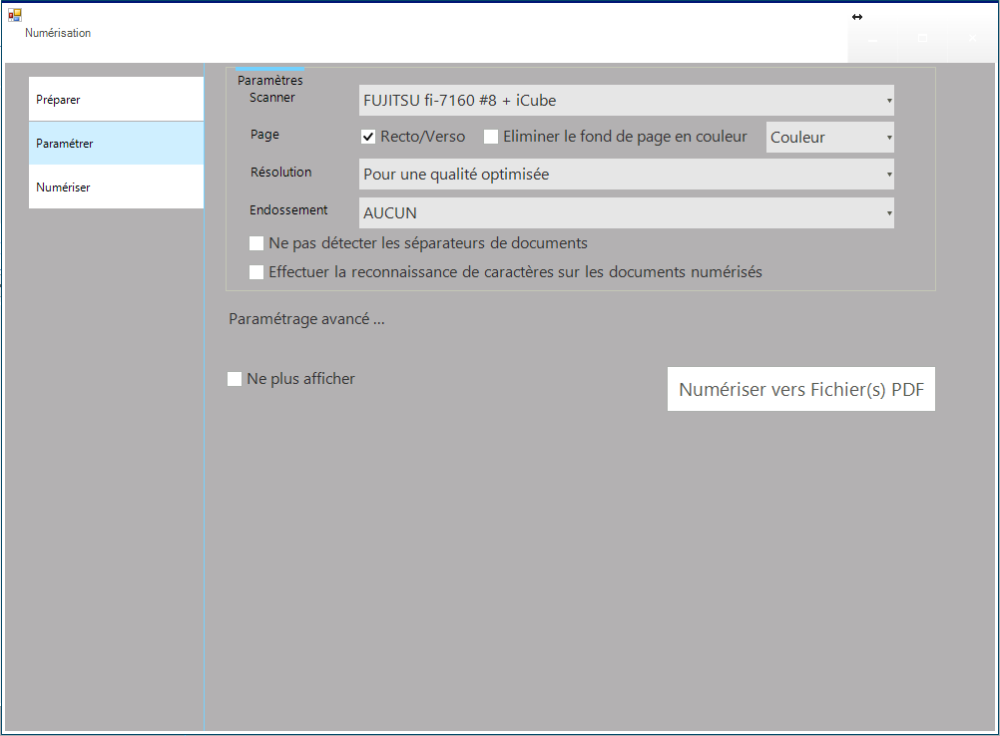 Numérisation
Préparer
Paramétrer
Numériser
Paramètres
Scanner
FUJITSU fi-7160 #8 + iCube
Page
Recto/Verso
Eliminer le fond de page en couleur
Couleur
Résolution
Pour une qualité optimisée
Endossement
AUCUN
Ne pas détecter les séparateurs de documents
Effectuer la reconnaissance de caractères sur les documents numérisés
Paramétrage avancé ...
Ne plus afficher
Numériser vers Fichier(s) PDF